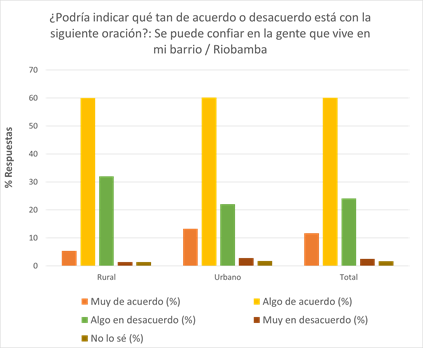 ¿Podría indicar qué tan de acuerdo o desacuerdo está con la
siguiente oración?: Se puede confiar en la gente que vive en
mi barrio / Riobamba
% Respuestas
70
60
50
40
30
20
10
0
Rural
Urbano
Total
Muy de acuerdo (%)
Algo de acuerdo (%)
Algo en desacuerdo (%)
Muy en desacuerdo (%)
No lo sé (%)